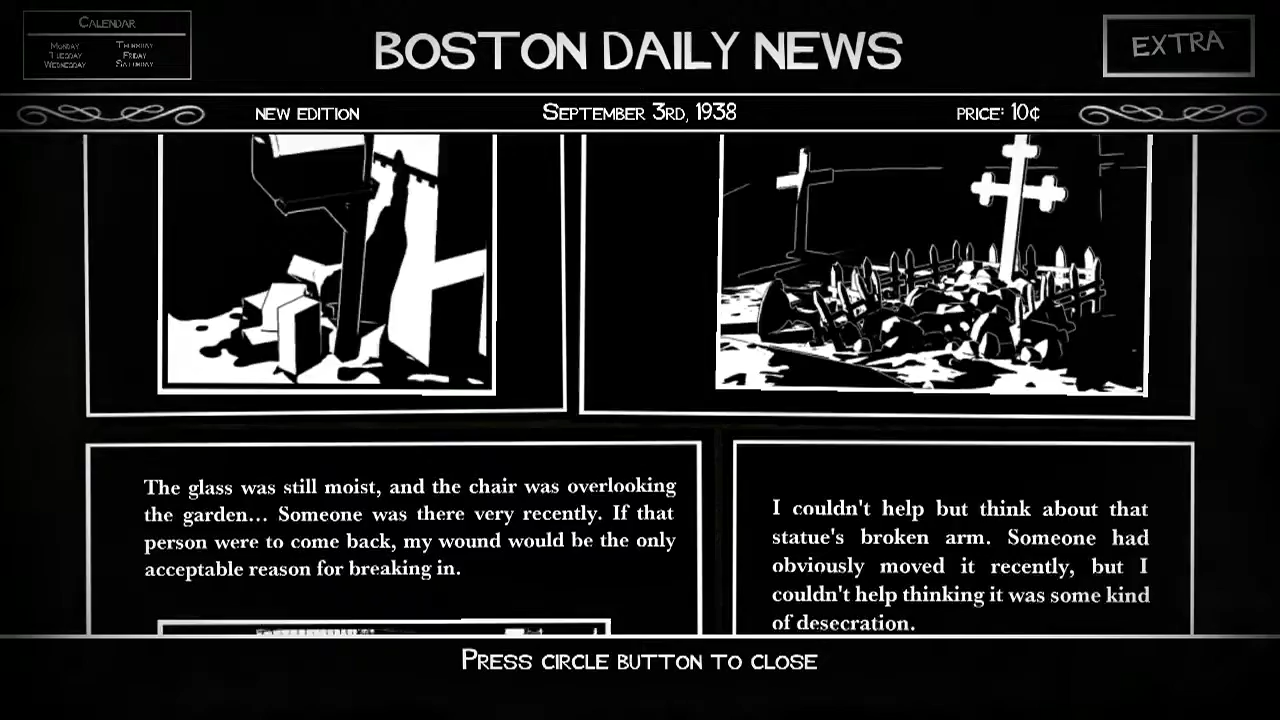 CALENDAR
MONDAY THURSDAY
TUESDAY FRIDAY
WEDNESDAY SATURDAY
BOSTON DAILY NEWS
EXTRA
NEW EDITION
SEPTEMBER 3RD, 1938
PRICE: 10¢
The glass was still moist, and the chair was overlooking
the garden... Someone was there very recently. If that
person were to come back, my wound would be the only
acceptable reason for breaking in.
I couldn't help but think about that
statue's broken arm. Someone had
obviously moved it recently, but I
couldn't help thinking it was some kind
of desecration.
PRESS CIRCLE BUTTON TO CLOSE